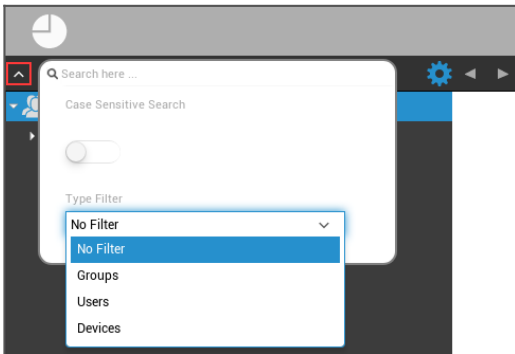 Search here ...
Case Sensitive Search
Type Filter
No Filter
No Filter
Groups
Users
Devices